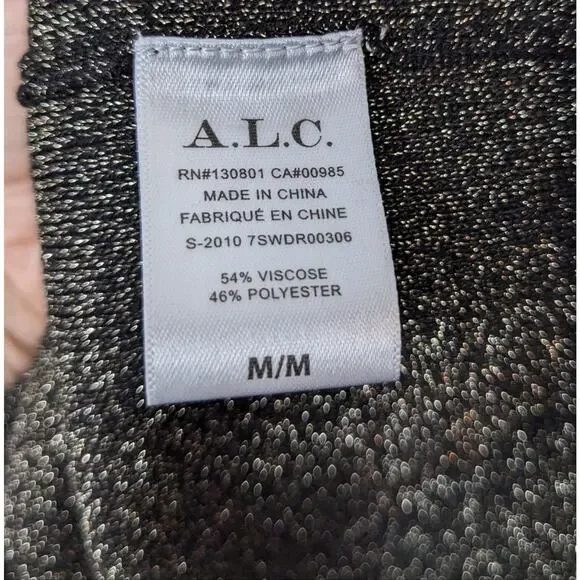 A.L.C.
RN#130801 CA#00985
MADE IN CHINA
FABRIQUÉ EN CHINE
S-2010 7SWDR00306
54% VISCOSE
46% POLYESTER
M/M